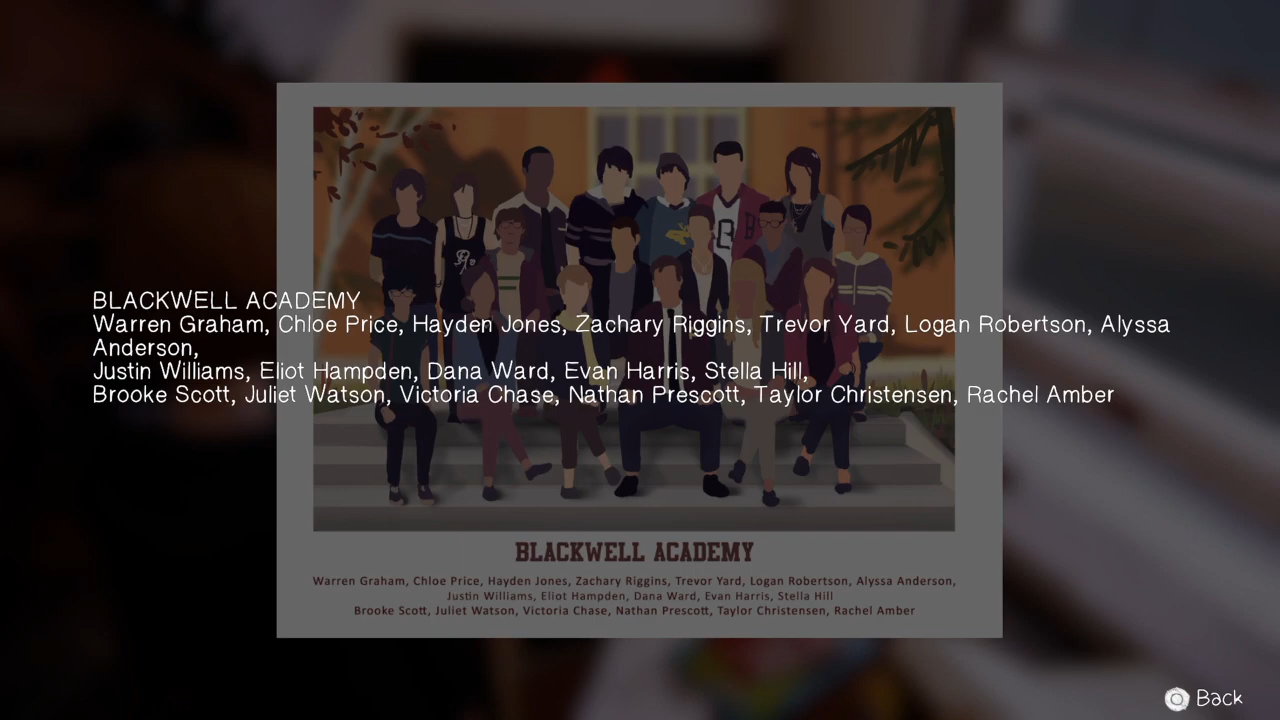 BLACKWELL ACADEMY
Warren Graham, Chloe Price, Hayden Jones, Zachary Riggins, Trevor Yard, Logan Robertson, Alyssa
Anderson,
Justin Williams, Eliot Hampden, Dana Ward, Evan Harris, Stella Hill,
Brooke Scott, Juliet Watson, Victoria Chase, Nathan Prescott, Taylor Christensen, Rachel Amber
BLACKWELL ACADEMY
Warren Graham, Chloe Price, Hayden Jones, Zachary Riggins, Trevor Yard, Logan Robertson, Alyssa Anderson,
Justin Williams, Eliot Hampden, Dana Ward, Evan Harris, Stella Hill
Brooke Scott, Juliet Watson, Victoria Chase, Nathan Prescott, Taylor Christensen, Rachel Amber
Back